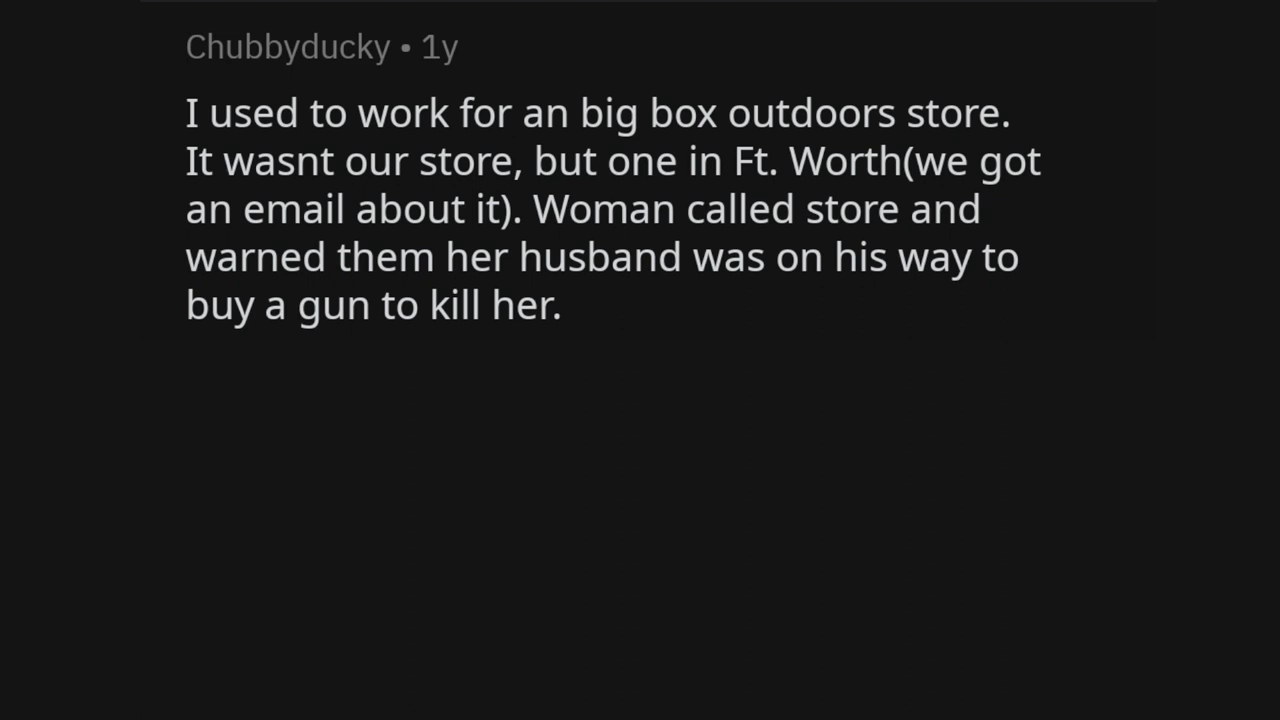 Chubbyducky • 1y
I used to work for an big box outdoors store.
It wasnt our store, but one in Ft. Worth(we got
an email about it). Woman called store and
warned them her husband was on his way to
buy a gun to kill her.